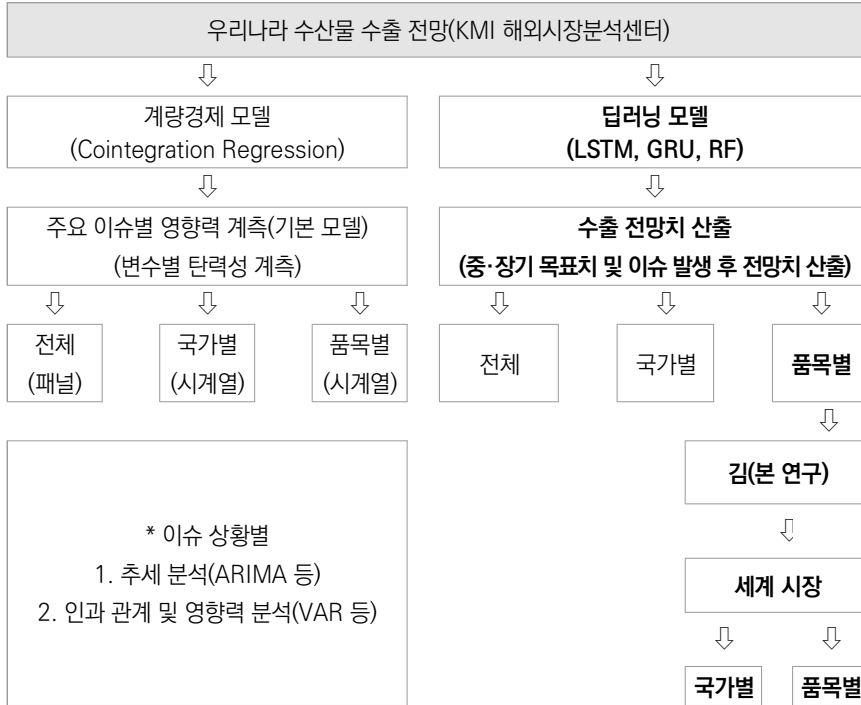 우리나라 수산물 수출 전망(KMI 해외시장분석센터)
계량경제 모델
(Cointegration Regression)
딥러닝 모델
(LSTM, GRU, RF)
주요 이슈별 영향력 계측(기본 모델)
(변수별 탄력성 계측)
수출 전망치 산출
(중·장기 목표치 및 이슈 발생 후 전망치 산출)
전체
(패널)
국가별
(시계열)
품목별
(시계열)
전체
국가별
품목별
* 이슈 상황별
1. 추세 분석(ARIMA 등)
2. 인과 관계 및 영향력 분석(VAR 등)
김(본 연구)
세계 시장
국가별
품목별